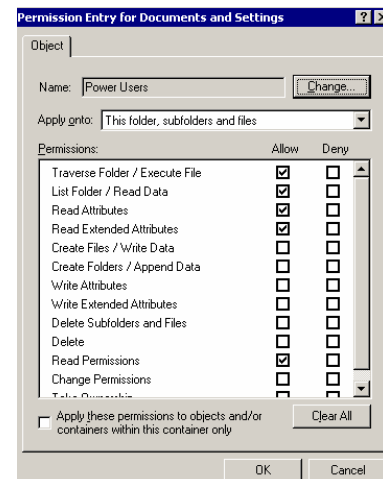 Permission Entry for Documents and Settings
Object
Name: Power Users Change...
Apply onto: This folder, subfolders and files
Permissions: Allow Deny
Traverse Folder / Execute File
List Folder / Read Data
Read Attributes
Read Extended Attributes
Create Files / Write Data
Create Folders / Append Data
Write Attributes
Write Extended Attributes
Delete Subfolders and Files
Delete
Read Permissions
Change Permissions
Take Ownership
Apply these permissions to objects and/or
containers within this container only
Clear All
OK Cancel